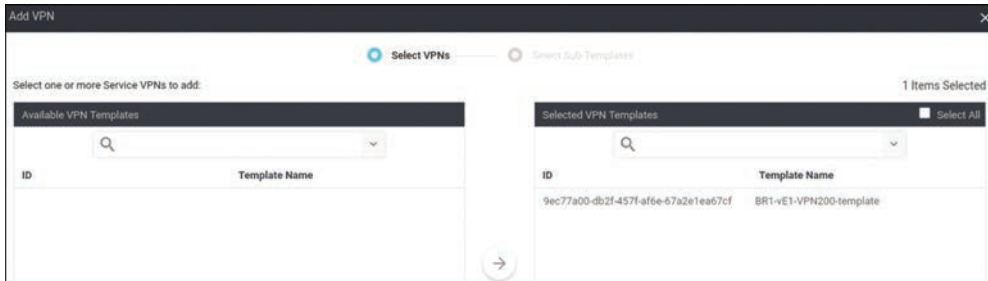 Add VPN
Select VPNs
Select Sub-Templates
Select one or more Service VPNs to add:
1 Items Selected
Available VPN Templates
Selected VPN Templates
Select All
ID Template Name
ID Template Name
9ec77a00-db2f-457f-af6e-67a2e1ea67cf BR1-vE1-VPN200-template